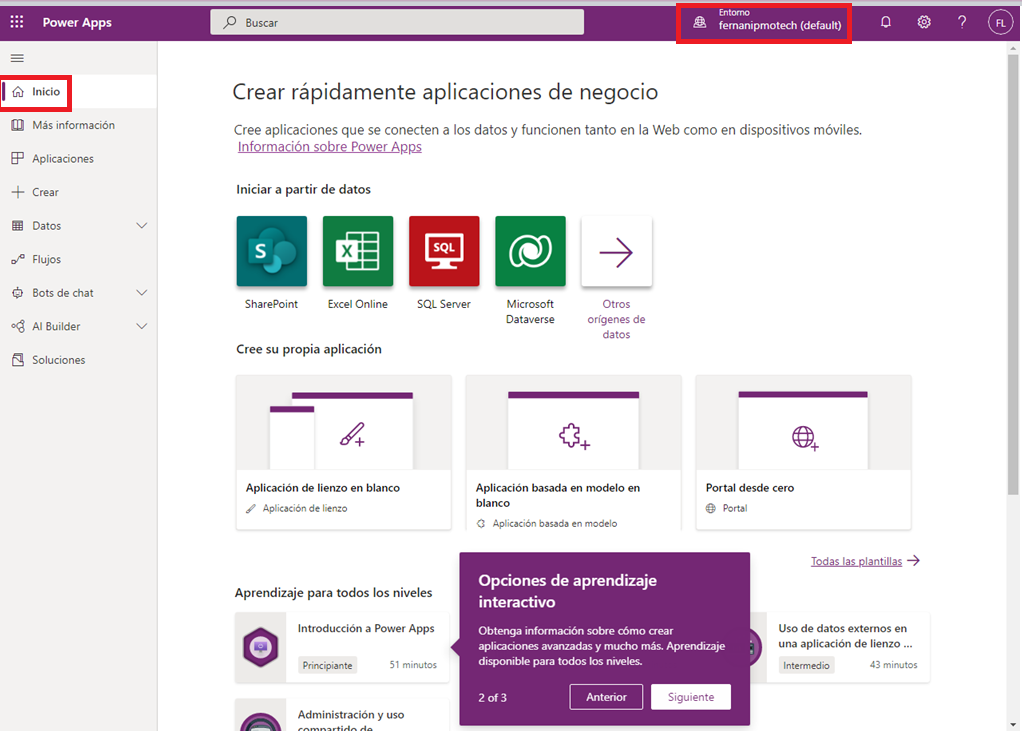 Power Apps
Buscar
Entorno
fernanipmotech (default)
?
FL
Inicio
Más información
Aplicaciones
Crear
Datos
Flujos
Bots de chat
AI Builder
Soluciones
Crear rápidamente aplicaciones de negocio
Cree aplicaciones que se conecten a los datos y funcionen tanto en la Web como en dispositivos móviles.
Información sobre Power Apps
Iniciar a partir de datos
S
X
SQL
SharePoint
Excel Online
SQL Server
Microsoft
Dataverse
Otros
orígenes de
datos
Cree su propia aplicación
Aplicación de lienzo en blanco
Aplicación de lienzo
Aplicación basada en modelo en
blanco
Aplicación basada en modelo
Portal desde cero
Portal
Todas las plantillas
Aprendizaje para todos los niveles
Introducción a Power Apps
Principiante
51 minutos
Opciones de aprendizaje
interactivo
Obtenga información sobre cómo crear
aplicaciones avanzadas y mucho más. Aprendizaje
disponible para todos los niveles.
2 of 3
Anterior
Siguiente
Uso de datos externos en
una aplicación de lienzo ...
Intermedio
43 minutos
Administración y uso
compartido de